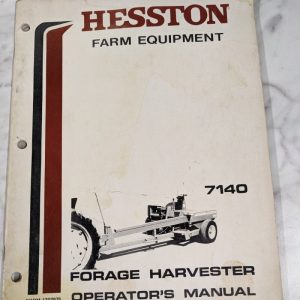 HESSTON
FARM EQUIPMENT
7140
FORAGE HARVESTER
OPERATOR'S MANUAL